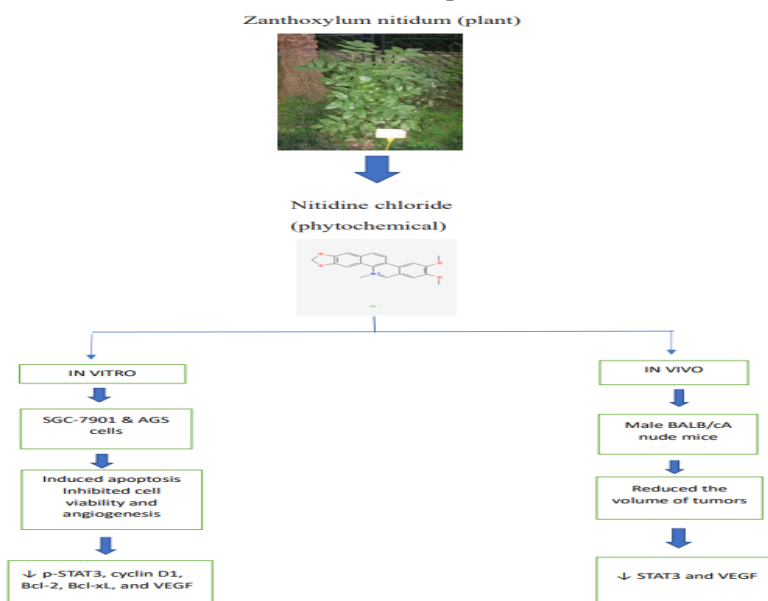 Zanthoxylum nitidum (plant)
Nitidine chloride
(phytochemical)
IN VITRO
IN VIVO
SGC-7901 & AGS
cells
Male BALB/cA
nude mice
Induced apoptosis
Inhibited cell
viability and
angiogenesis
Reduced the
volume of tumors
↓ p-STAT3, cyclin D1,
Bcl-2, Bcl-xL, and VEGF
↓ STAT3 and VEGF